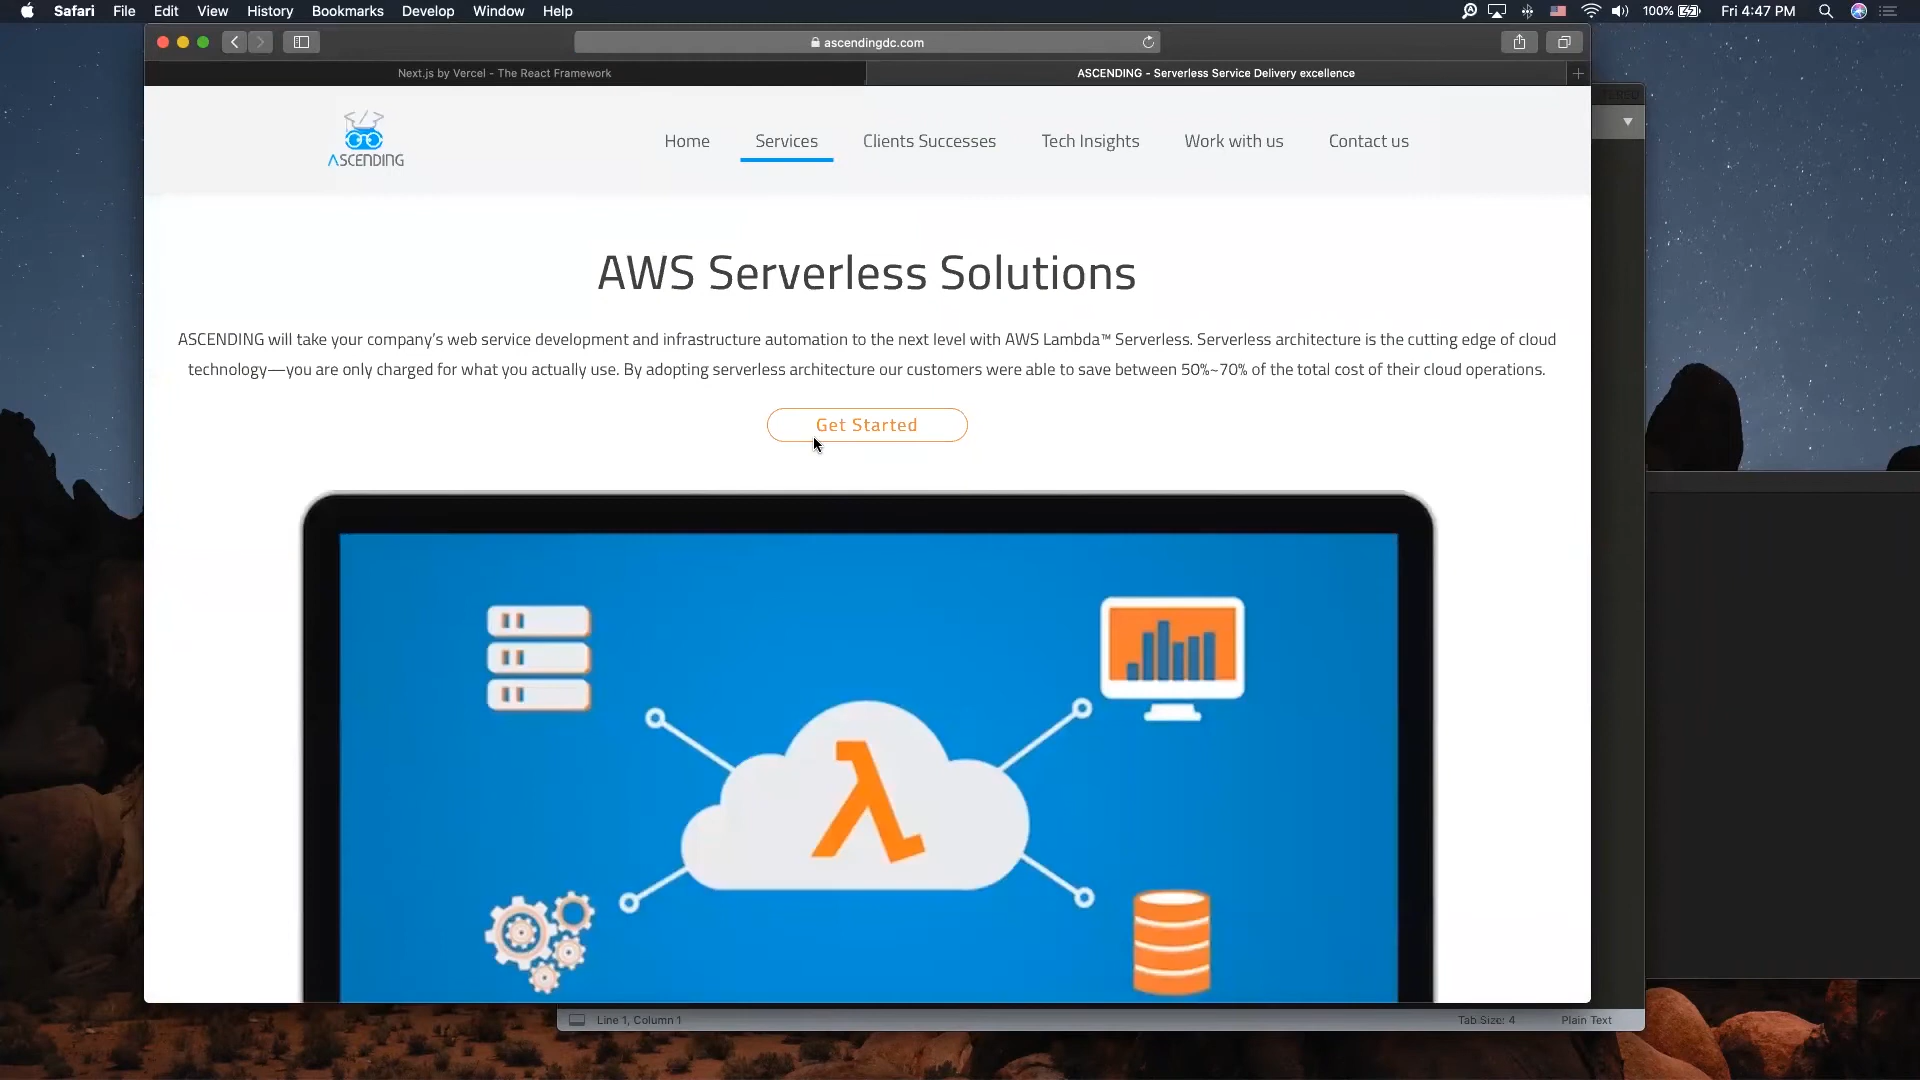 Safari File Edit View History Bookmarks Develop Window Help 100% Fri 4:47 PM
ascendingdc.com
Next.js by Vercel - The React Framework ASCENDING - Serverless Service Delivery excellence
ASCENDING
Home Services Clients Successes Tech Insights Work with us Contact us
AWS Serverless Solutions
ASCENDING will take your company’s web service development and infrastructure automation to the next level with AWS Lambda™ Serverless. Serverless architecture is the cutting edge of cloud
technology—you are only charged for what you actually use. By adopting serverless architecture our customers were able to save between 50%~70% of the total cost of their cloud operations.
Get Started
λ
Line 1, Column 1 Tab Size: 4 Plain Text